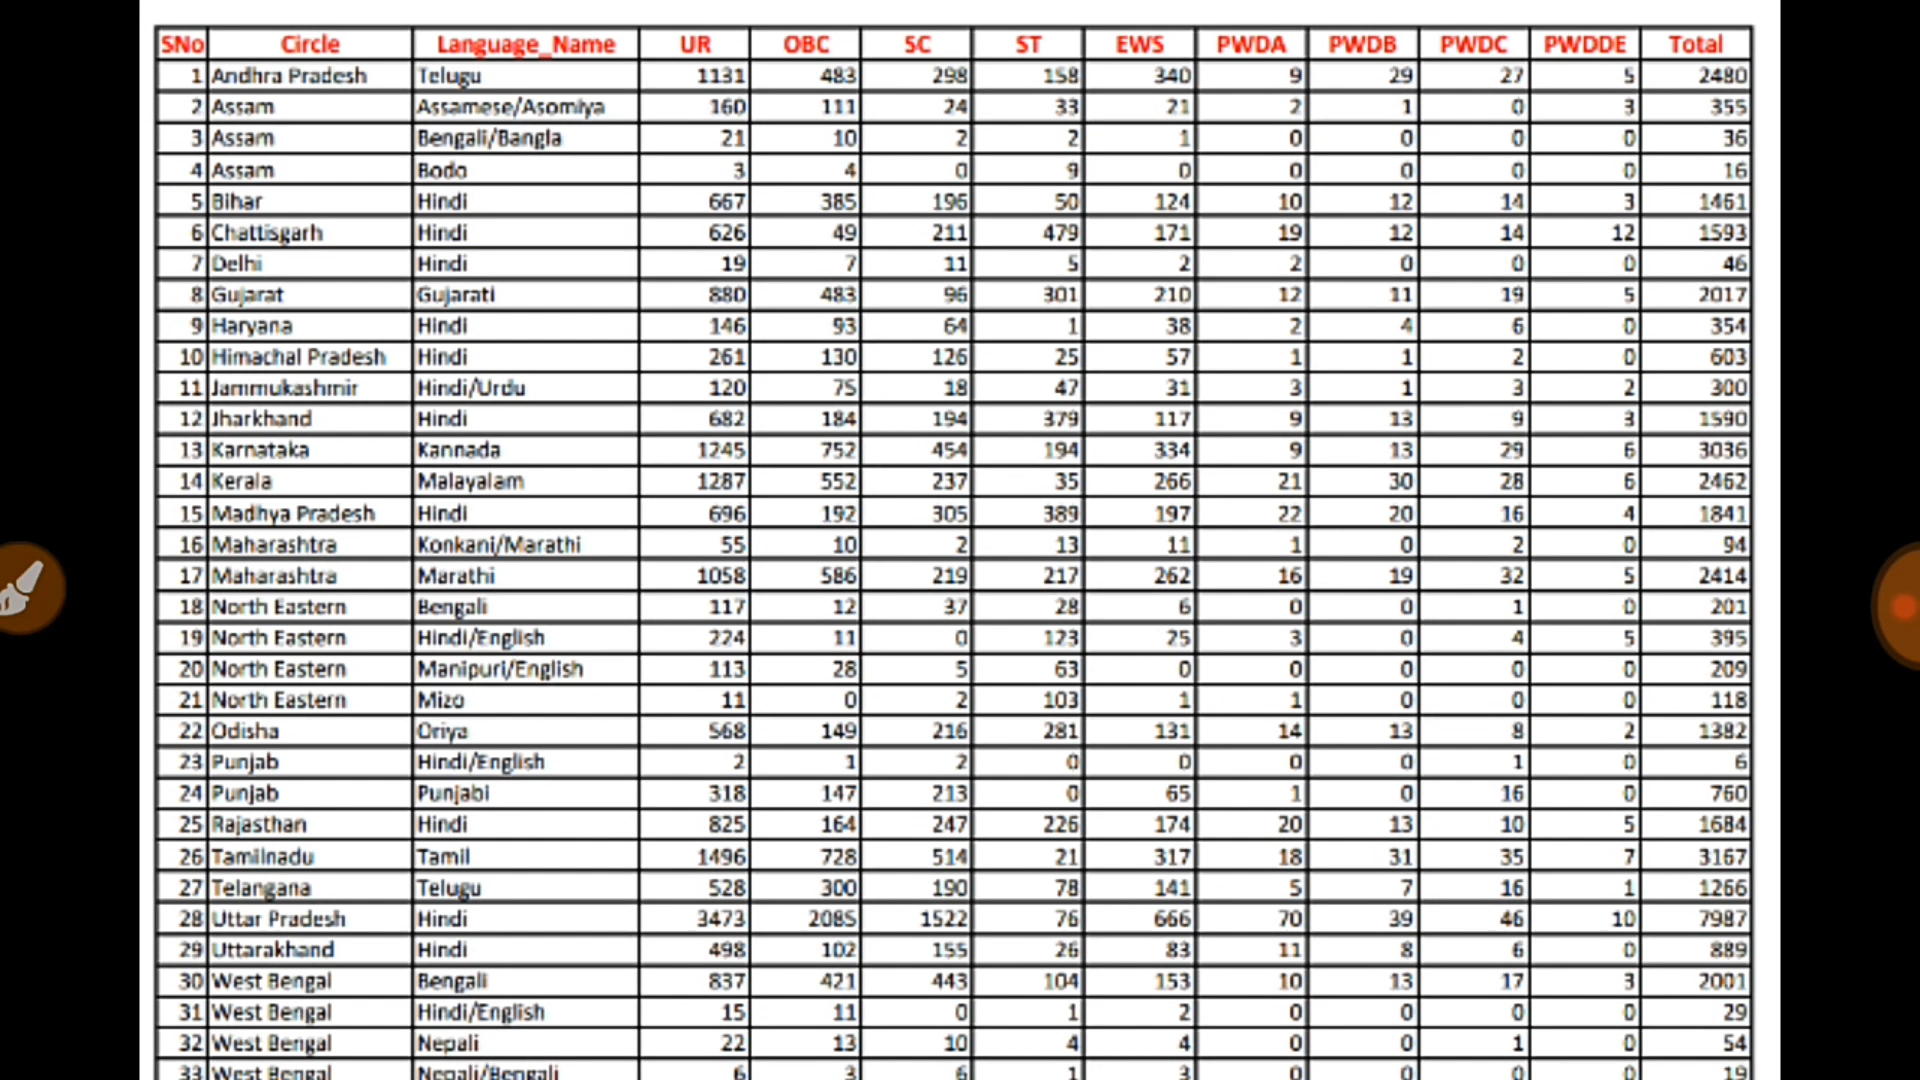 SNo Circle Language_Name UR OBC SC ST EWS PWDA PWDB PWDC PWDDE Total
1 Andhra Pradesh Telugu 1131 483 298 158 340 9 29 27 5 2480
2 Assam Assamese/Asomiya 160 111 24 33 21 2 1 0 3 355
3 Assam Bengali/Bangla 21 10 2 2 1 0 0 0 0 36
4 Assam Bodo 3 4 0 9 0 0 0 0 0 16
5 Bihar Hindi 667 385 196 50 124 10 12 14 3 1461
6 Chattisgarh Hindi 626 49 211 479 171 19 12 14 12 1593
7 Delhi Hindi 19 7 11 5 2 2 0 0 0 46
8 Gujarat Gujarati 880 483 96 301 210 12 11 19 5 2017
9 Haryana Hindi 146 93 64 1 38 2 4 6 0 354
10 Himachal Pradesh Hindi 261 130 126 25 57 1 1 2 0 603
11 Jammukashmir Hindi/Urdu 120 75 18 47 31 3 1 3 2 300
12 Jharkhand Hindi 682 184 194 379 117 9 13 9 3 1590
13 Karnataka Kannada 1245 752 454 194 334 9 13 29 6 3036
14 Kerala Malayalam 1287 552 237 35 266 21 30 28 6 2462
15 Madhya Pradesh Hindi 696 192 305 389 197 22 20 16 4 1841
16 Maharashtra Konkani/Marathi 55 10 2 13 11 1 0 2 0 94
17 Maharashtra Marathi 1058 586 219 217 262 16 19 32 5 2414
18 North Eastern Bengali 117 12 37 28 6 0 0 1 0 201
19 North Eastern Hindi/English 224 11 0 123 25 3 0 4 5 395
20 North Eastern Manipuri/English 113 28 5 63 0 0 0 0 0 209
21 North Eastern Mizo 11 0 2 103 1 1 0 0 0 118
22 Odisha Oriya 568 149 216 281 131 14 13 8 2 1382
23 Punjab Hindi/English 2 1 2 0 0 0 0 1 0 6
24 Punjab Punjabi 318 147 213 0 65 1 0 16 0 760
25 Rajasthan Hindi 825 164 247 226 174 20 13 10 5 1684
26 Tamilnadu Tamil 1496 728 514 21 317 18 31 35 7 3167
27 Telangana Telugu 528 300 190 78 141 5 7 16 1 1266
28 Uttar Pradesh Hindi 3473 2085 1522 76 666 70 39 46 10 7987
29 Uttarakhand Hindi 498 102 155 26 83 11 8 6 0 889
30 West Bengal Bengali 837 421 443 104 153 10 13 17 3 2001
31 West Bengal Hindi/English 15 11 0 1 2 0 0 0 0 29
32 West Bengal Nepali 22 13 10 4 4 0 0 1 0 54
33 West Bengal Nepali/Bengali 6 3 6 1 3 0 0 0 0 19